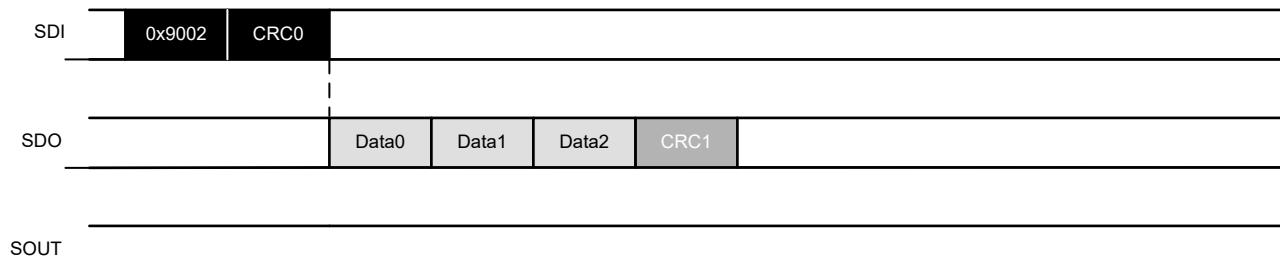 SDI 0x9002 CRC0
SDO Data0 Data1 Data2 CRC1
SOUT